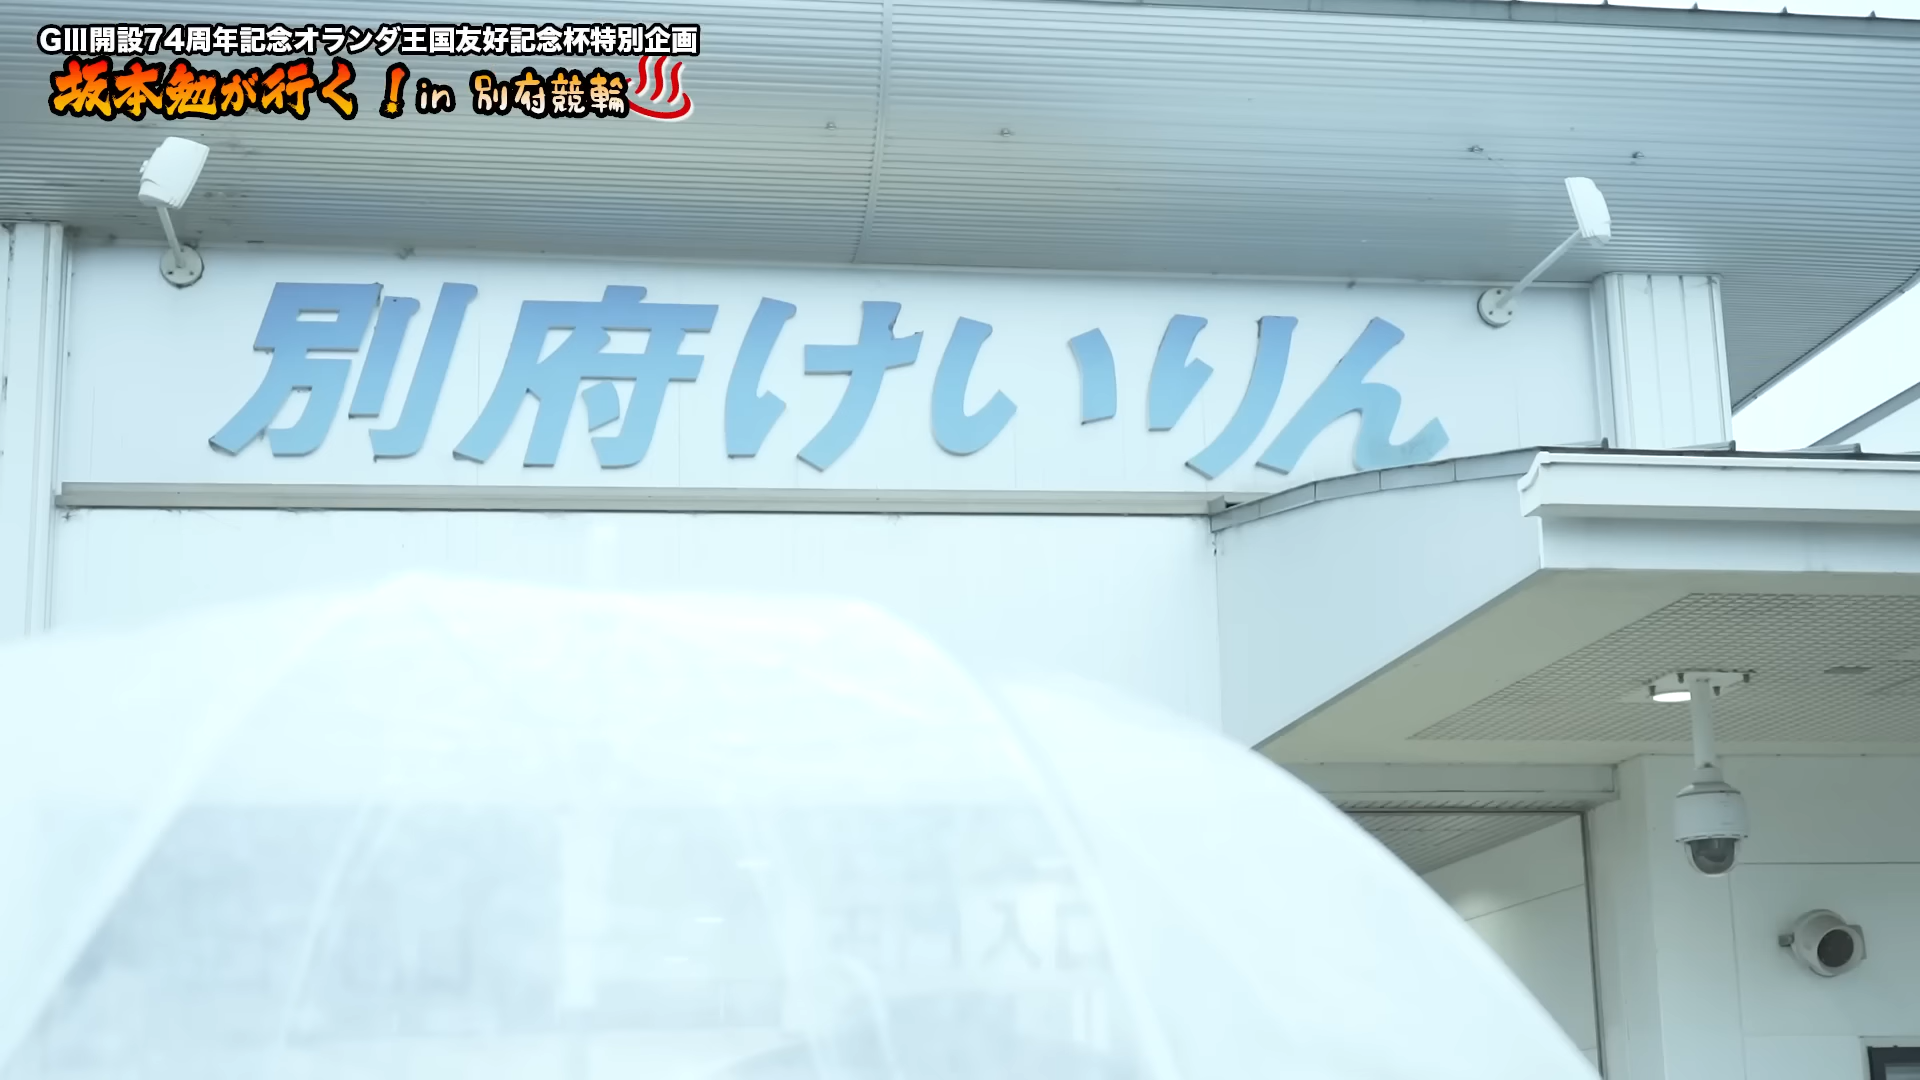 GⅢ開設74周年記念オランダ王国友好記念杯特別企画
坂本勉が行く!in 別府競輪
別府けいりん